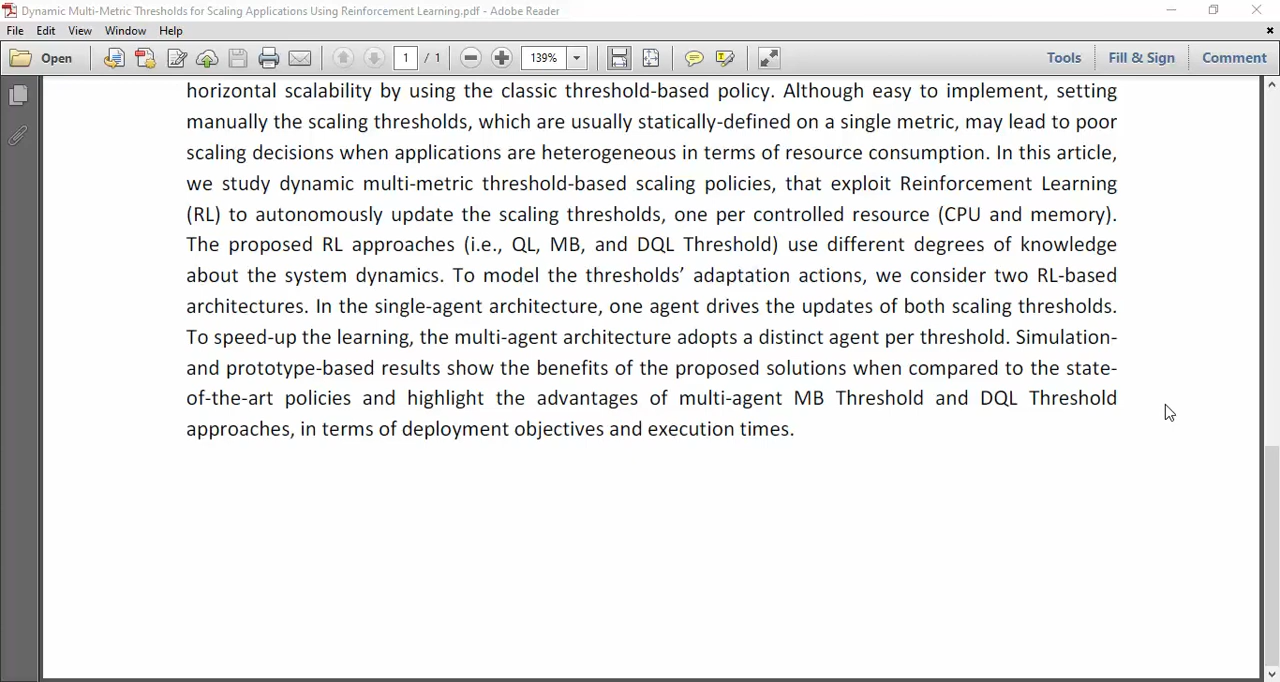 Dynamic Multi-Metric Thresholds for Scaling Applications Using Reinforcement Learning.pdf - Adobe Reader
File Edit View Window Help
Open 1 / 1 139% Tools Fill & Sign Comment
horizontal scalability by using the classic threshold-based policy. Although easy to implement, setting
manually the scaling thresholds, which are usually statically-defined on a single metric, may lead to poor
scaling decisions when applications are heterogeneous in terms of resource consumption. In this article,
we study dynamic multi-metric threshold-based scaling policies, that exploit Reinforcement Learning
(RL) to autonomously update the scaling thresholds, one per controlled resource (CPU and memory).
The proposed RL approaches (i.e., QL, MB, and DQL Threshold) use different degrees of knowledge
about the system dynamics. To model the thresholds’ adaptation actions, we consider two RL-based
architectures. In the single-agent architecture, one agent drives the updates of both scaling thresholds.
To speed-up the learning, the multi-agent architecture adopts a distinct agent per threshold. Simulation-
and prototype-based results show the benefits of the proposed solutions when compared to the state-
of-the-art policies and highlight the advantages of multi-agent MB Threshold and DQL Threshold
approaches, in terms of deployment objectives and execution times.